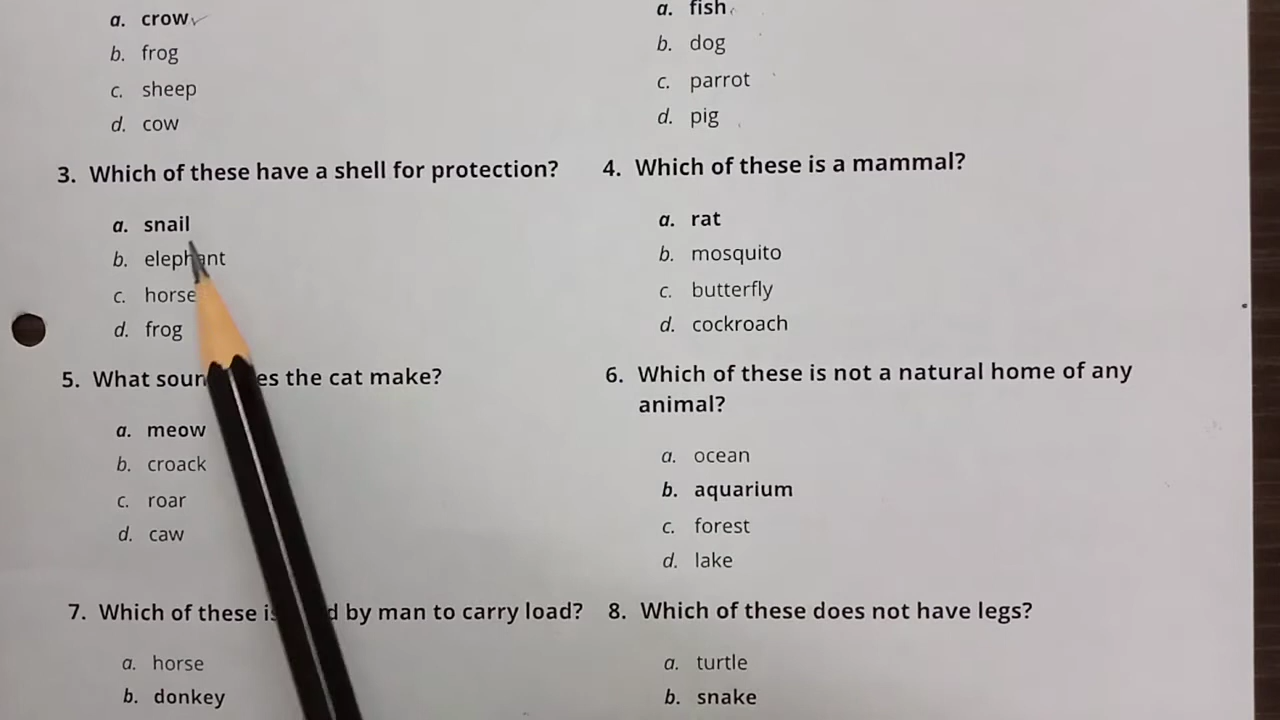 a. crow
b. frog
c. sheep
d. cow
a. fish
b. dog
c. parrot
d. pig
3. Which of these have a shell for protection?
a. snail
b. elephant
c. horse
d. frog
4. Which of these is a mammal?
a. rat
b. mosquito
c. butterfly
d. cockroach
5. What es the cat make?
a. meow
b. croack
c. roar
d. caw
6. Which of these is not a natural home of any
animal?
a. ocean
b. aquarium
c. forest
d. lake
7. Which of these by man to carry load?
a. horse
b. donkey
8. Which of these does not have legs?
a. turtle
b. snake